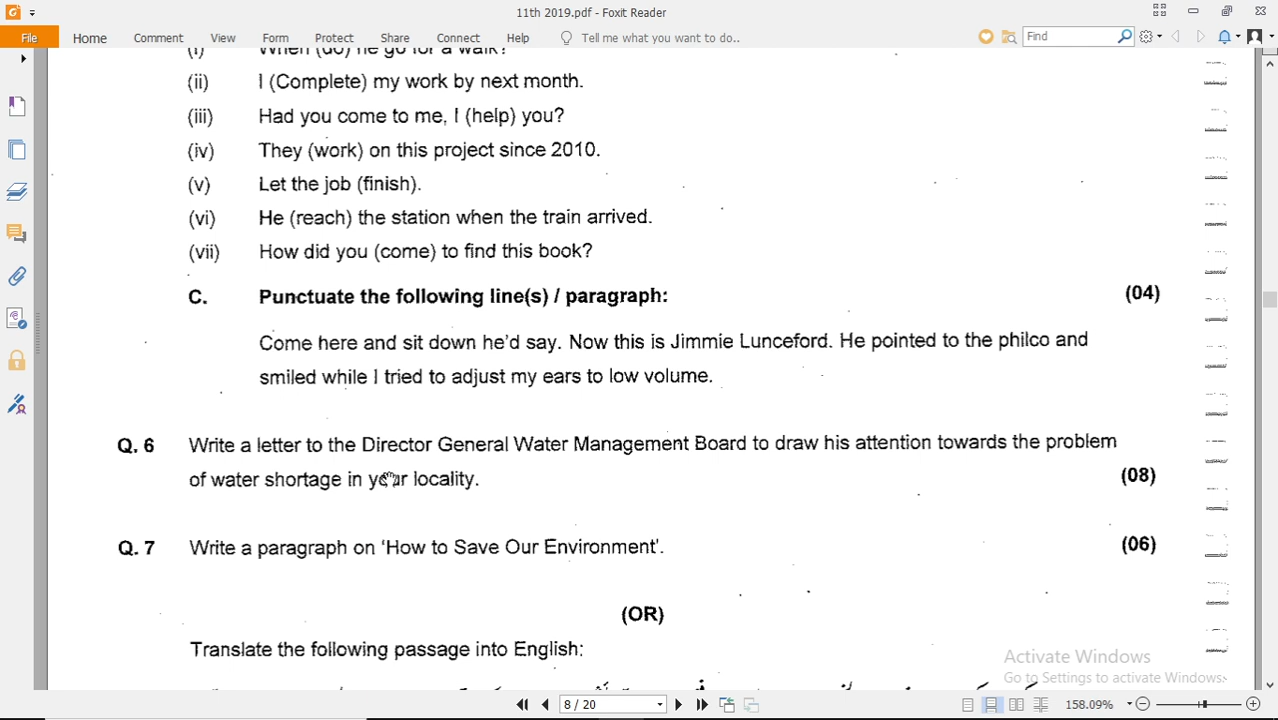 11th 2019.pdf - Foxit Reader
File Home Comment View Form Protect Share Connect Help Tell me what you want to do.. Find
(i) When (do) he go for a walk?
(ii) I (Complete) my work by next month.
(iii) Had you come to me, I (help) you?
(iv) They (work) on this project since 2010.
(v) Let the job (finish).
(vi) He (reach) the station when the train arrived.
(vii) How did you (come) to find this book?
C. Punctuate the following line(s) / paragraph: (04)
Come here and sit down he'd say. Now this is Jimmie Lunceford. He pointed to the philco and
smiled while I tried to adjust my ears to low volume.
Q. 6 Write a letter to the Director General Water Management Board to draw his attention towards the problem
of water shortage in your locality. (08)
Q. 7 Write a paragraph on 'How to Save Our Environment'. (06)
(OR)
Translate the following passage into English:
Activate Windows
Go to Settings to activate Windows.
8 / 20 158.09%